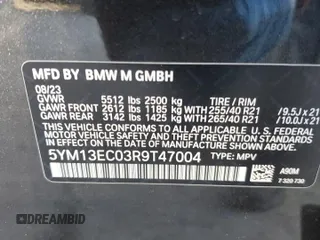 MFD BY BMW M GMBH
08/23
GVWR 5512 lbs 2500 kg TIRE / RIM
GAWR FRONT 2612 lbs 1185 kg 255/40 R21 / 9.5J x 21
GAWR REAR 3142 lbs 1425 kg 265/40 R21 / 10.0J x 21
THIS VEHICLE CONFORMS TO ALL APPLICABLE FEDERAL
MOTOR VEHICLE SAFETY, BUMPER, AND THEFT
PREVENTION STANDARDS
IN EFFECT ON THE DATE OF MANUFACTURE SHOWN ABOVE.
5YM13EC03R9T47004 TYPE: MPV
A90M
7 320 730
DREAMBID